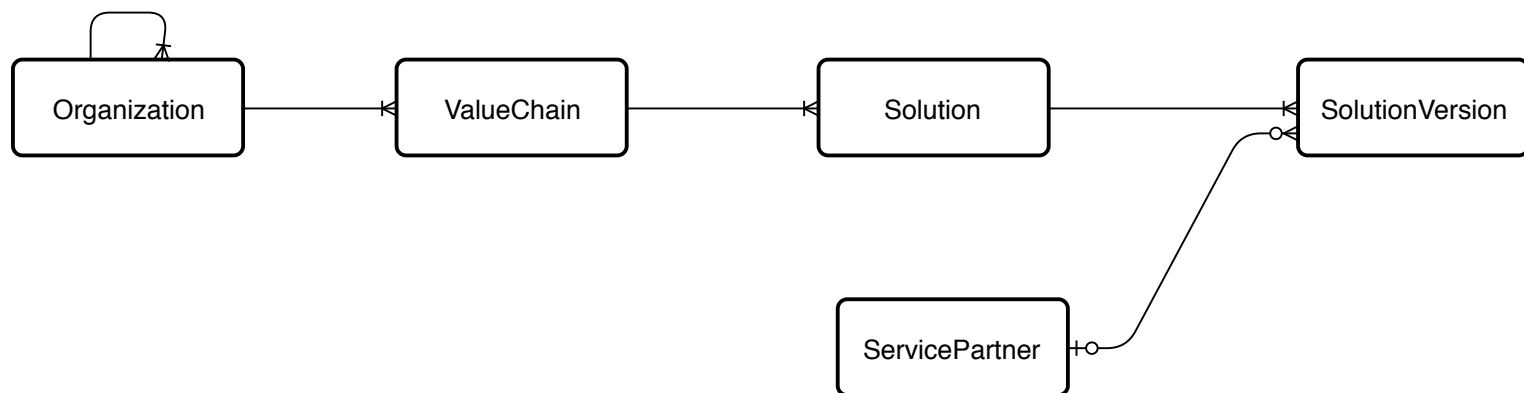 Organization
ValueChain
Solution
SolutionVersion
ServicePartner